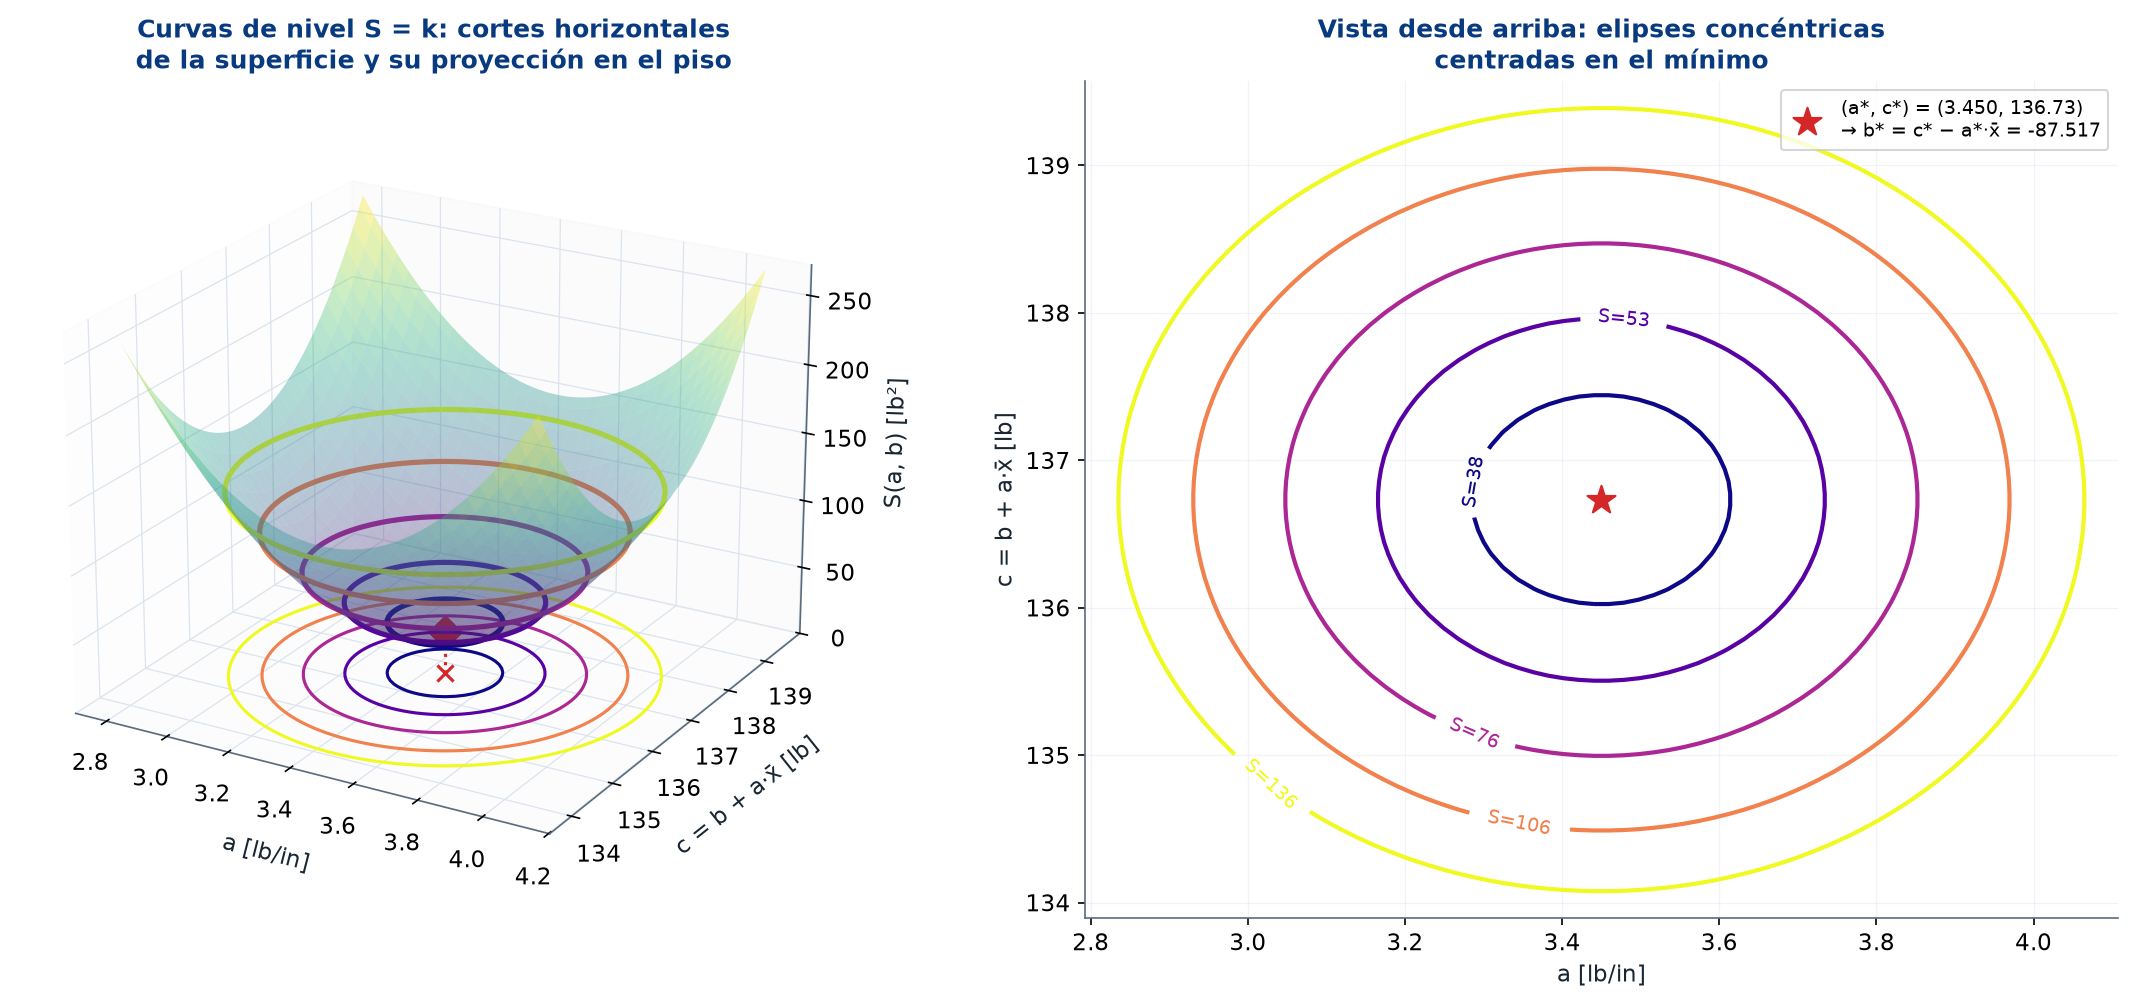 Curvas de nivel S = k: cortes horizontales
de la superficie y su proyección en el piso
250
200
150
100
50
0
S(a, b) [lb²]
2.8
3.0
3.2
3.4
3.6
3.8
4.0
4.2
a [lb/in]
134
135
136
137
138
139
c = b + a·x̄ [lb]
Vista desde arriba: elipses concéntricas
centradas en el mínimo
(a*, c*) = (3.450, 136.73)
→ b* = c* − a*·x̄ = -87.517
139
138
137
136
135
134
c = b + a·x̄ [lb]
S=53
S=38
S=76
S=136
S=106
2.8
3.0
3.2
3.4
3.6
3.8
4.0
a [lb/in]